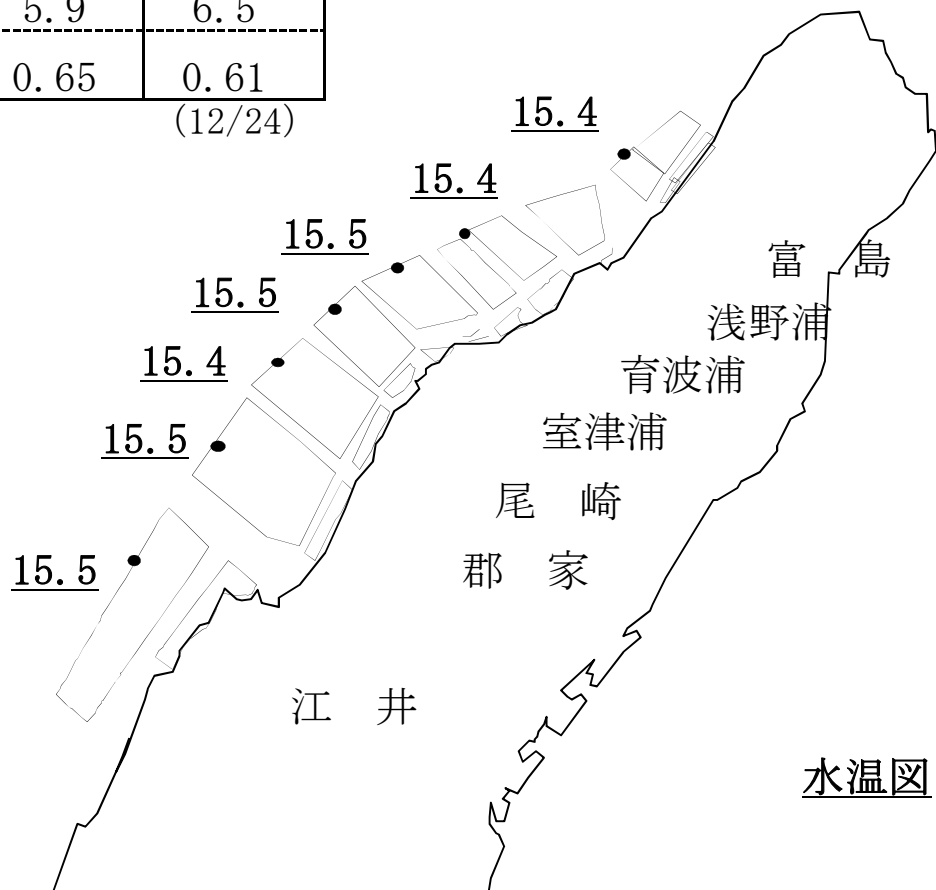 5.9 6.5
0.65 0.61
(12/24)
15.4
15.4
15.5
15.5
15.4
15.5
15.5
富 島
浅野浦
育波浦
室津浦
尾 崎
郡 家
江 井
水温図